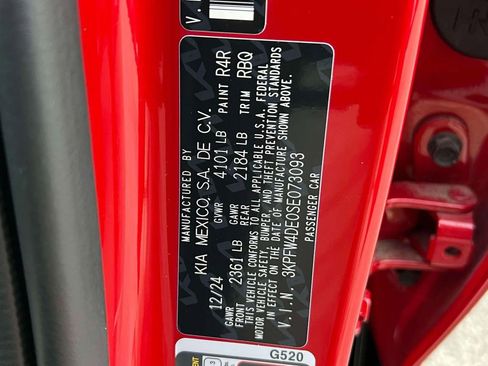 MANUFACTURED BY
KIA MEXICO, S.A. DE C.V.
12/24 GVWR 4101 LB PAINT R4R
GAWR FRONT 2361 LB GAWR REAR 2184 LB TRIM RBQ
THIS VEHICLE CONFORMS TO ALL APPLICABLE U.S.A. FEDERAL
MOTOR VEHICLE SAFETY, BUMPER, AND THEFT PREVENTION STANDARDS
IN EFFECT ON THE DATE OF MANUFACTURE SHOWN ABOVE.
V.I.N. 3KPFW4DE0SE073093
PASSENGER CAR
G520